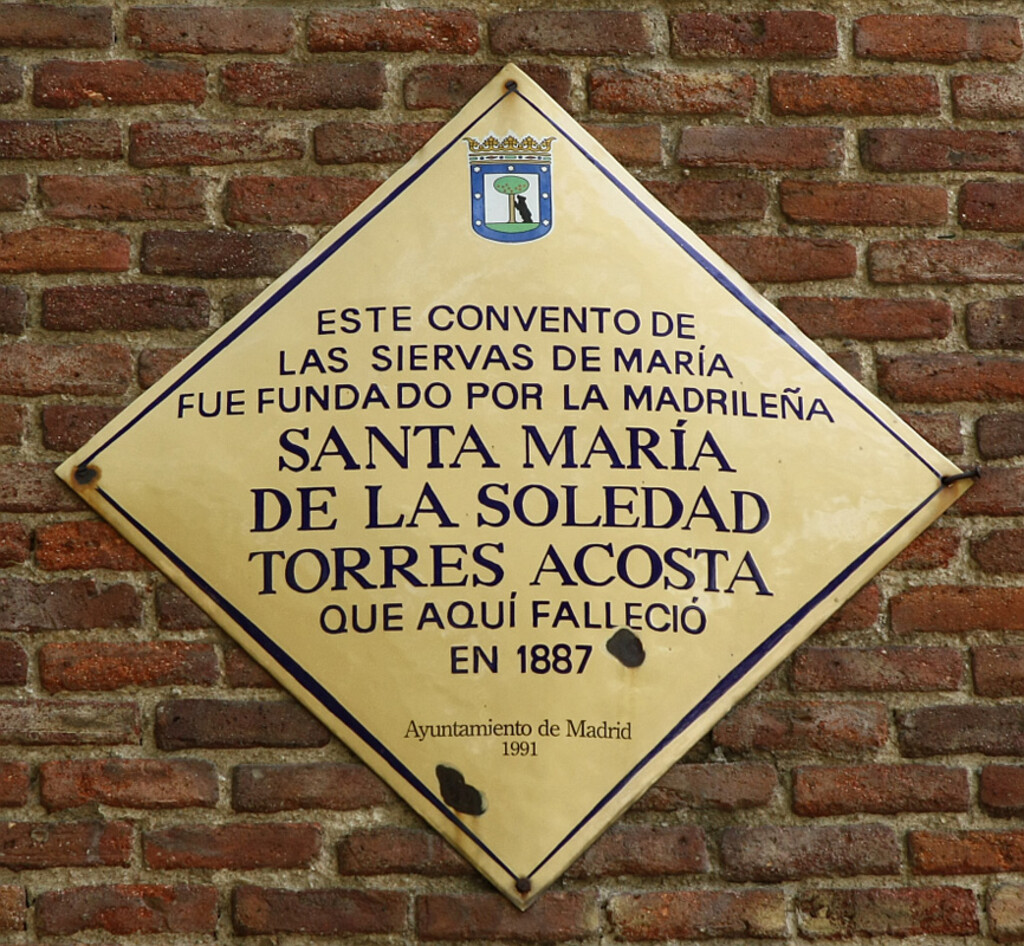 ESTE CONVENTO DE
LAS SIERVAS DE MARÍA
FUE FUNDADO POR LA MADRILEÑA
SANTA MARÍA
DE LA SOLEDAD
TORRES ACOSTA
QUE AQUÍ FALLECIÓ
EN 1887
Ayuntamiento de Madrid
1991